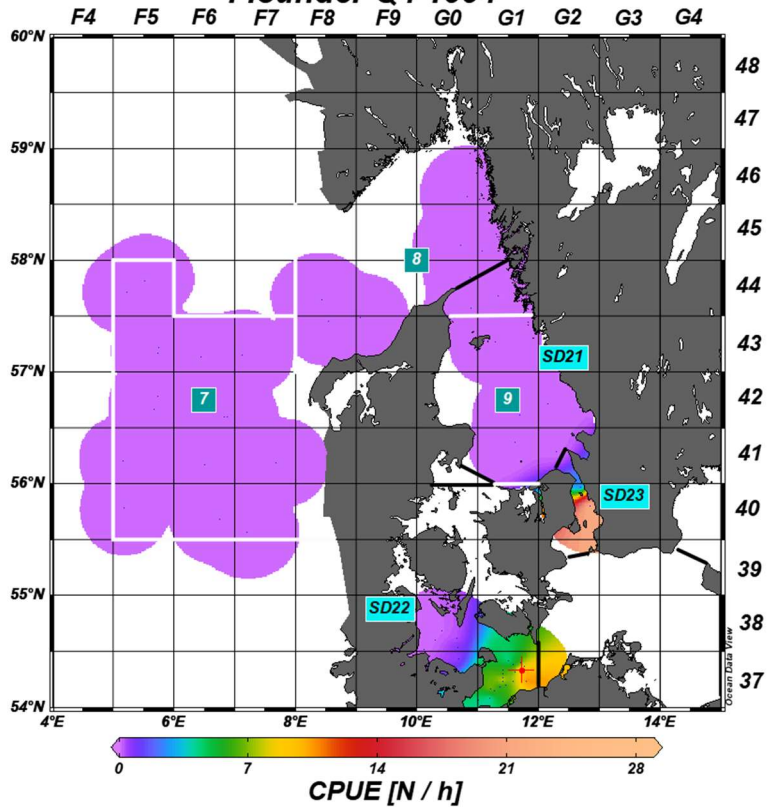 F4 F5 F6 F7 F8 F9 G0 G1 G2 G3 G4
60°N
48
47
59°N
46
45
58°N
8
44
43
SD21
57°N
7
9
42
41
56°N
SD23
40
55°N
39
SD22
38
37
Ocean Data View
54°N
4°E 6°E 8°E 10°E 12°E 14°E
0 7 14 21 28
CPUE [N / h]